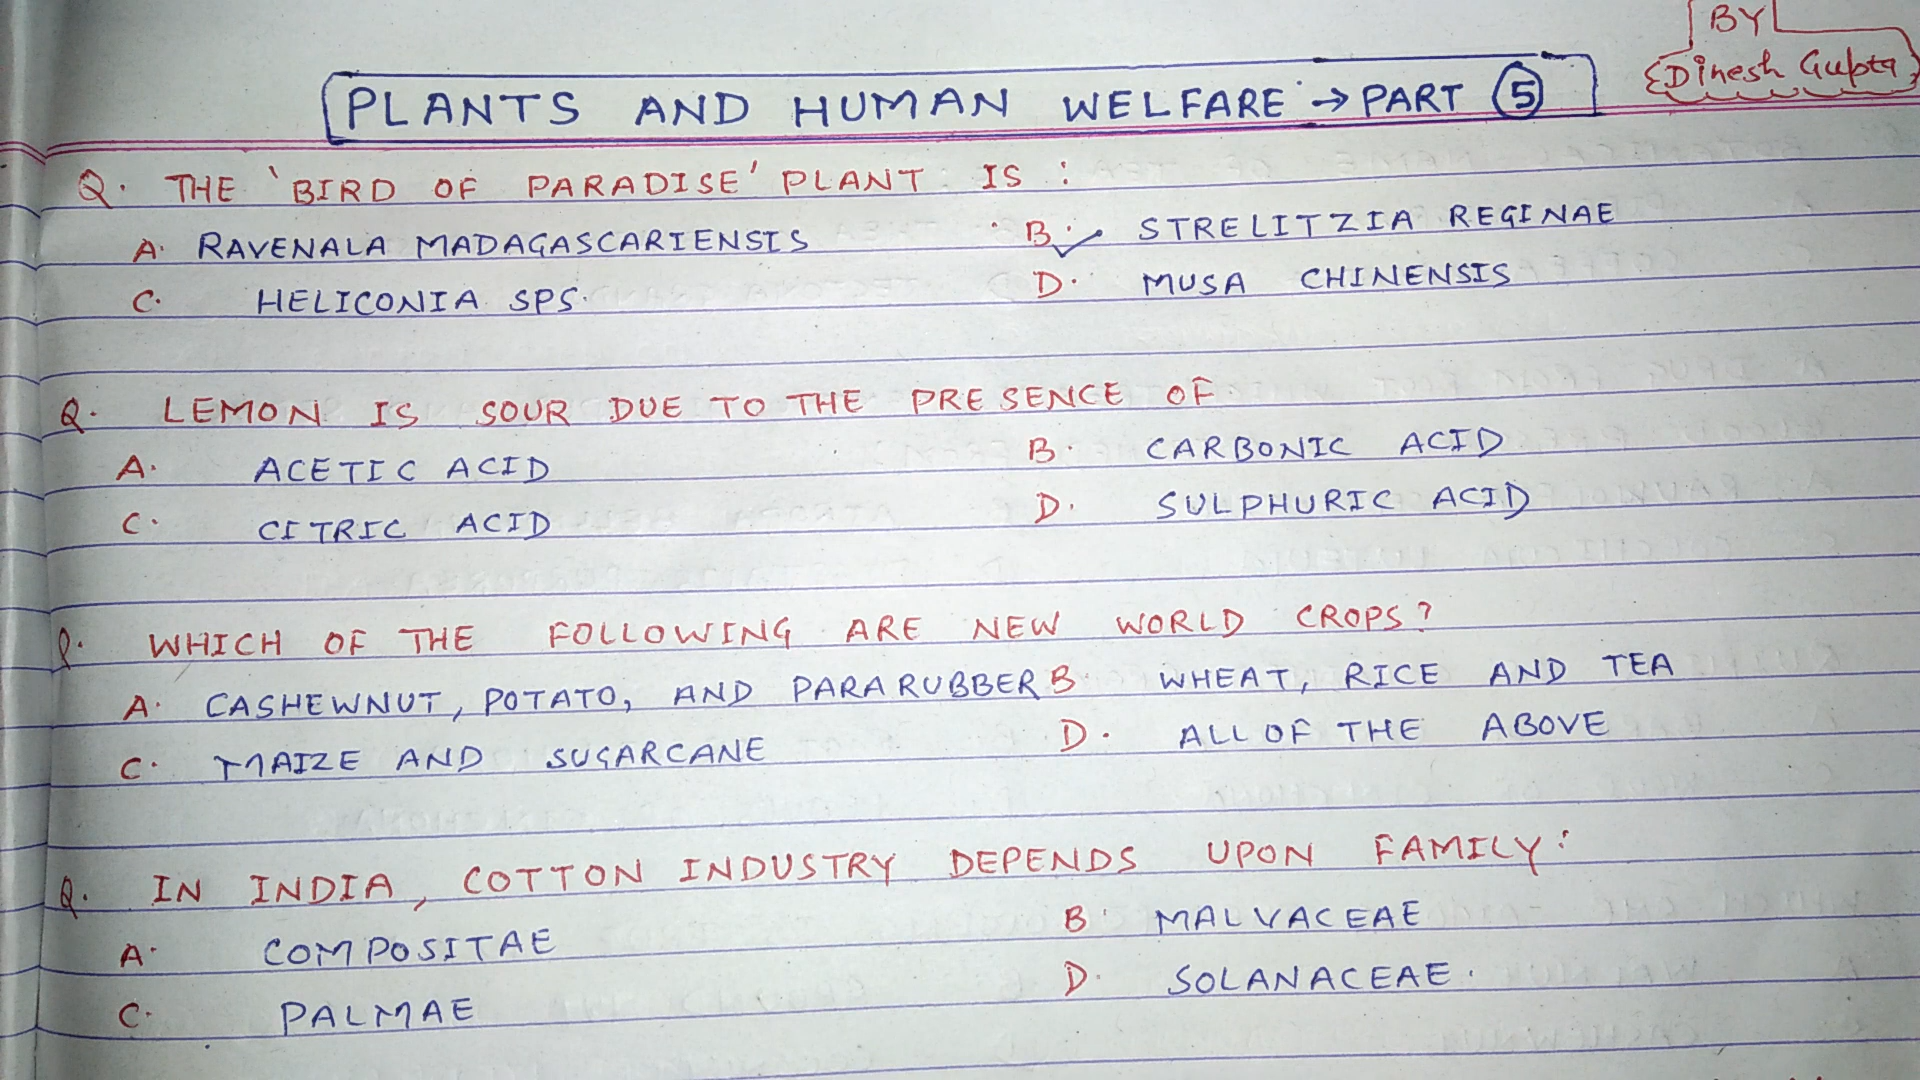 BY
Dinesh Gupta
PLANTS AND HUMAN WELFARE → PART 5
Q. THE 'BIRD OF PARADISE' PLANT IS :
A. RAVENALA MADAGASCARIENSIS B. STRELITZIA REGINAE
C. HELICONIA SPS. D. MUSA CHINENSIS
Q. LEMON IS SOUR DUE TO THE PRESENCE OF
A. ACETIC ACID B. CARBONIC ACID
C. CITRIC ACID D. SULPHURIC ACID
Q. WHICH OF THE FOLLOWING ARE NEW WORLD CROPS?
A. CASHEWNUT, POTATO, AND PARARUBBER B. WHEAT, RICE AND TEA
C. MAIZE AND SUGARCANE D. ALL OF THE ABOVE
Q. IN INDIA, COTTON INDUSTRY DEPENDS UPON FAMILY:
A. COMPOSITAE B. MALVACEAE
C. PALMAE D. SOLANACEAE.